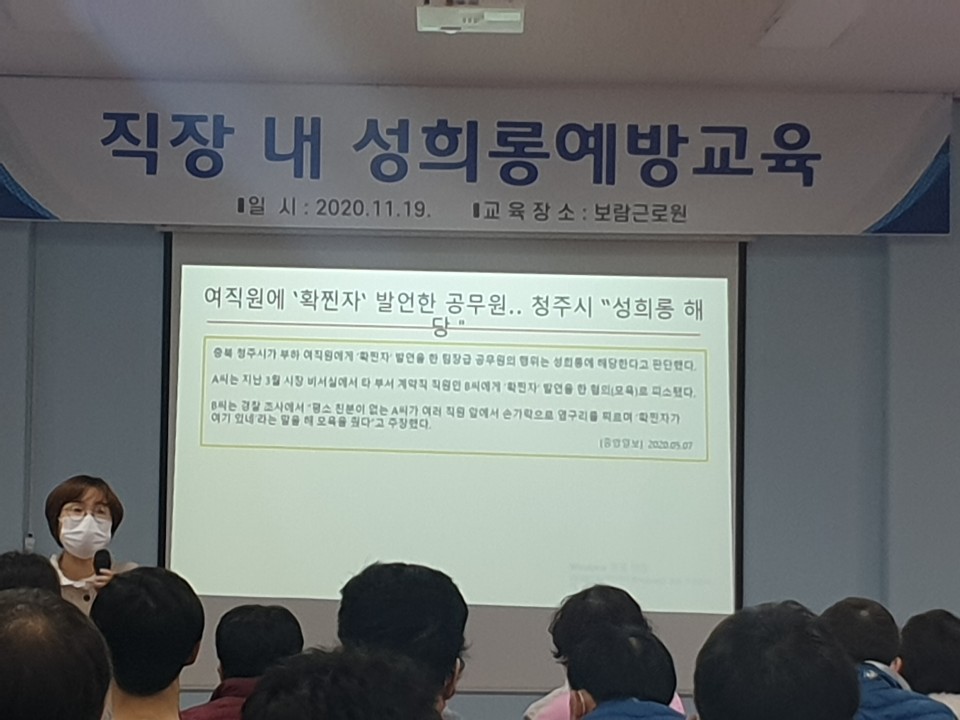 직장 내 성희롱예방교육
▮일 시 : 2020.11.19. ▮교 육 장 소 : 보람근로원
여직원에 ‘확찐자‘ 발언한 공무원.. 청주시 “성희롱 해
당 “
충북 청주시가 부하 여직원에게 ‘확찐자’ 발언을 한 팀장급 공무원의 행위는 성희롱에 해당한다고 판단했다.
A씨는 지난 3월 시장 비서실에서 타 부서 계약직 직원인 B씨에게 ‘확찐자’ 발언을 한 혐의(모욕)로 피소됐다.
B씨는 경찰 조사에서 “평소 친분이 없는 A씨가 여러 직원 앞에서 손가락으로 옆구리를 찌르며 ‘확찐자가
여기 있네’라는 말을 해 모욕을 줬다”고 주장했다.
[중앙일보] 2020.05.07